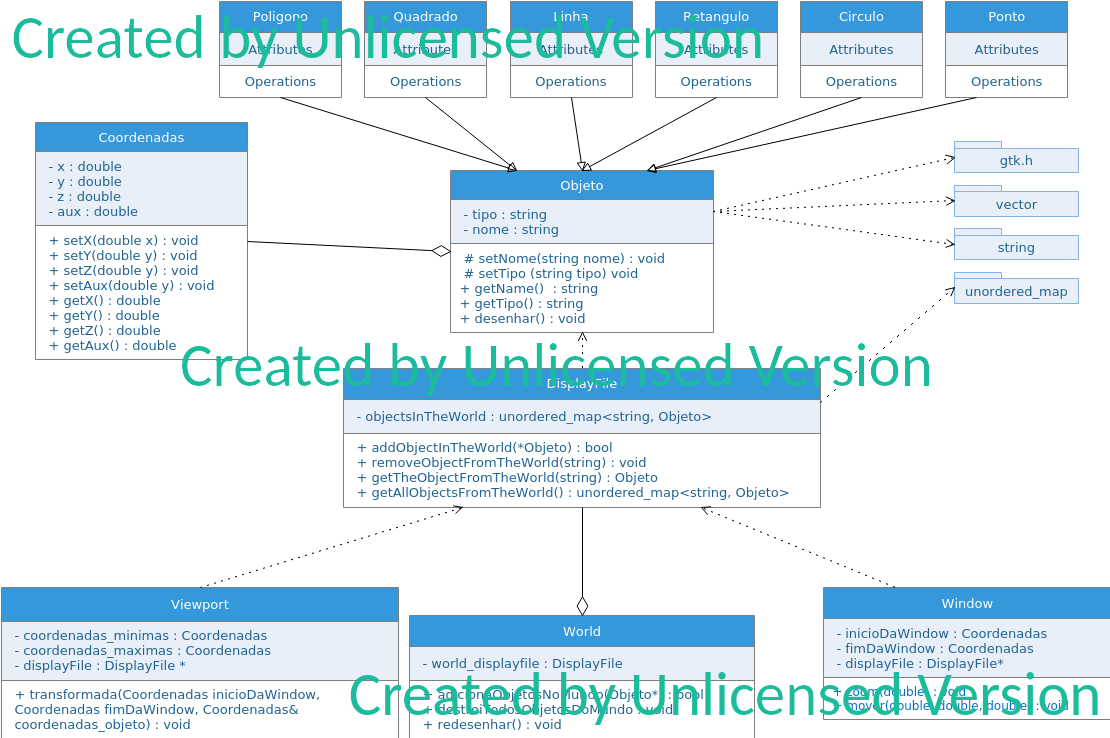 Poligono
Attributes
Operations
Quadrado
Attributes
Operations
Linha
Attributes
Operations
Retangulo
Attributes
Operations
Circulo
Attributes
Operations
Ponto
Attributes
Operations
Created by Unlicensed Version
Coordenadas
- x : double
- y : double
- z : double
- aux : double
+ setX(double x) : void
+ setY(double y) : void
+ setZ(double y) : void
+ setAux(double y) : void
+ getX() : double
+ getY() : double
+ getZ() : double
+ getAux() : double
Objeto
- tipo : string
- nome : string
# setNome(string nome) : void
# setTipo (string tipo) void
+ getName() : string
+ getTipo() : string
+ desenhar() : void
gtk.h
vector
string
unordered_map
Created by Unlicensed Version
DisplayFile
- objectsInTheWorld : unordered_map<string, Objeto>
+ addObjectInTheWorld(*Objeto) : bool
+ removeObjectFromTheWorld(string) : void
+ getTheObjectFromTheWorld(string) : Objeto
+ getAllObjectsFromTheWorld() : unordered_map<string, Objeto>
Viewport
- coordenadas_minimas : Coordenadas
- coordenadas_maximas : Coordenadas
- displayFile : DisplayFile *
+ transformada(Coordenadas inicioDaWindow,
Coordenadas fimDaWindow, Coordenadas&
coordenadas_objeto) : void
World
- world_displayfile : DisplayFile
+ adicionaObjetosNoMundo(Objeto*) : bool
+ destroiTodosObjetosDoMundo : void
+ redesenhar() : void
Window
- inicioDaWindow : Coordenadas
- fimDaWindow : Coordenadas
- displayFile : DisplayFile*
+ zoom(double) : void
+ mover(double, double, double) : void
Created by Unlicensed Version